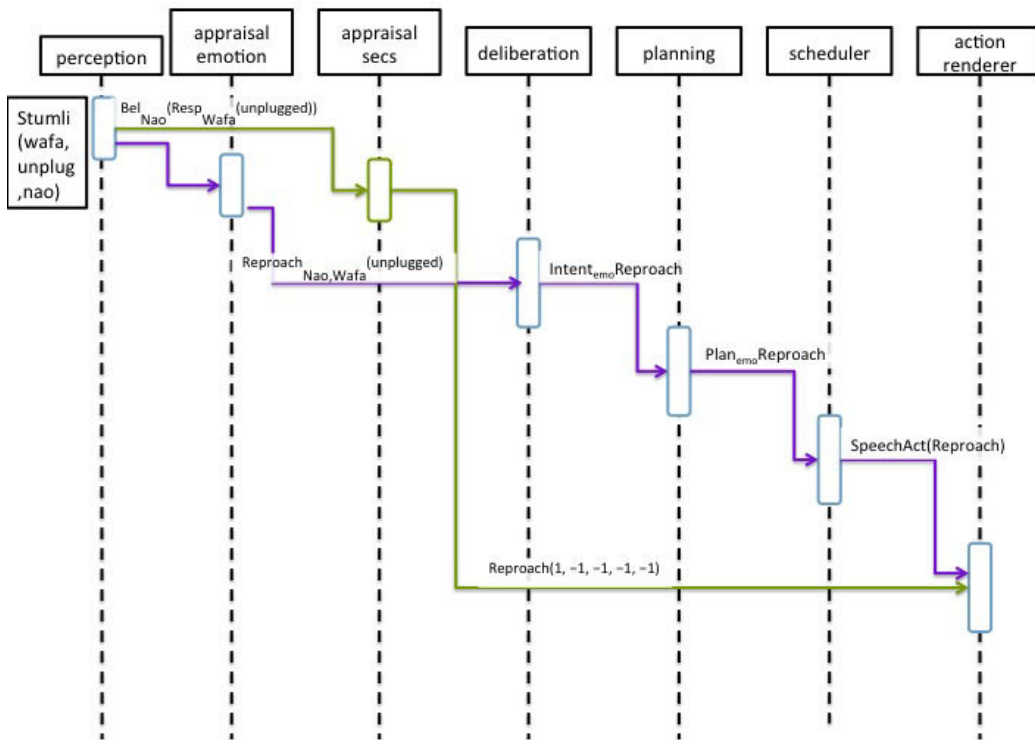 perception
appraisal
emotion
appraisal
secs
deliberation
planning
scheduler
action
renderer
Stumli
(wafa,
unplug
,nao)
Bel Nao (Resp Wafa (unplugged))
Reproach Nao,Wafa (unplugged)
Intent emo Reproach
Plan emo Reproach
SpeechAct(Reproach)
Reproach(1, −1, −1, −1, −1)